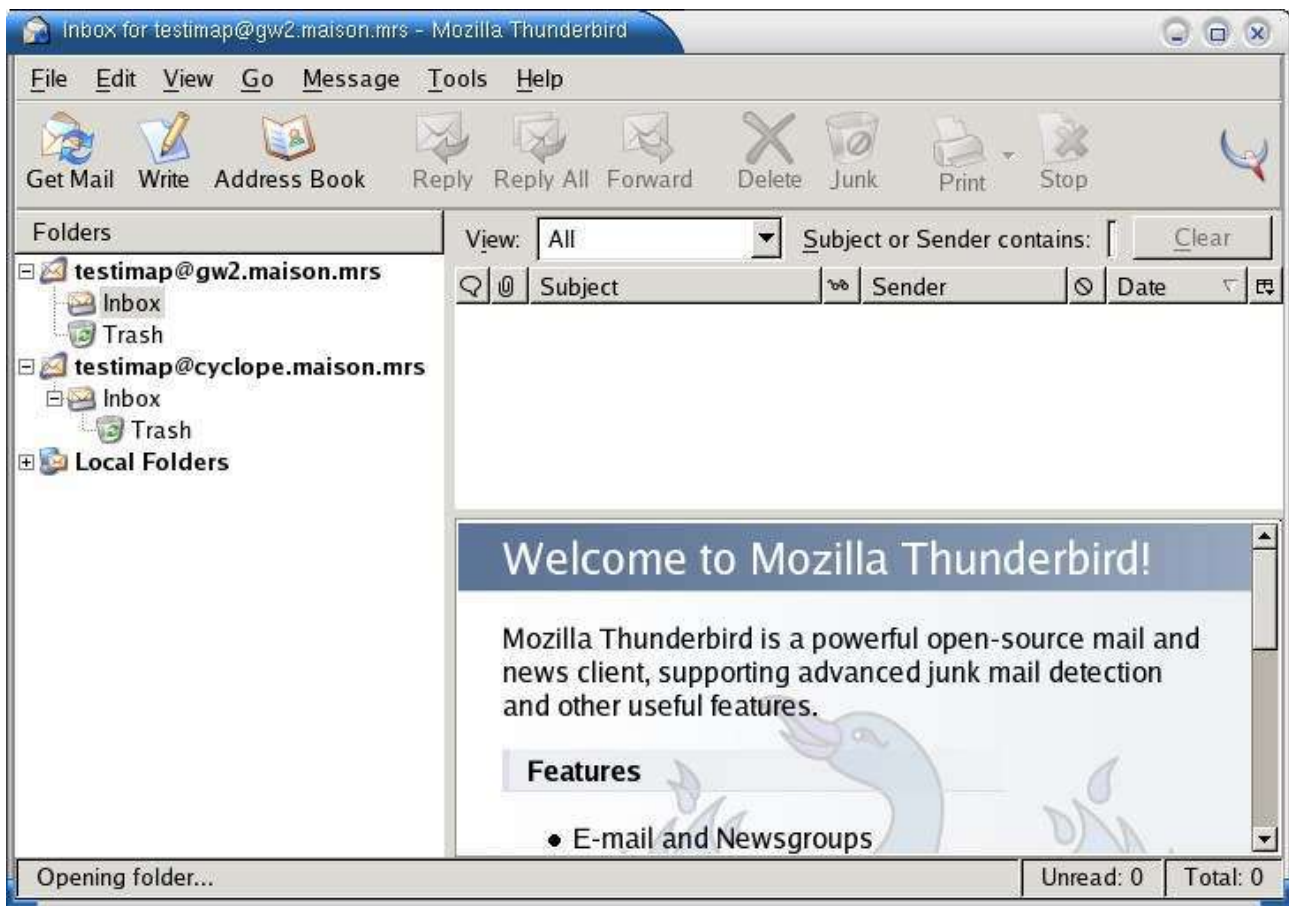 Inbox for testimap@gw2.maison.mrs - Mozilla Thunderbird
File Edit View Go Message Tools Help
Get Mail Write Address Book Reply Reply All Forward Delete Junk Print Stop
Folders
testimap@gw2.maison.mrs
Inbox
Trash
testimap@cyclope.maison.mrs
Inbox
Trash
Local Folders
View: All Subject or Sender contains: Clear
Subject Sender Date
Welcome to Mozilla Thunderbird!
Mozilla Thunderbird is a powerful open-source mail and
news client, supporting advanced junk mail detection
and other useful features.
Features
• E-mail and Newsgroups
Opening folder... Unread: 0 Total: 0